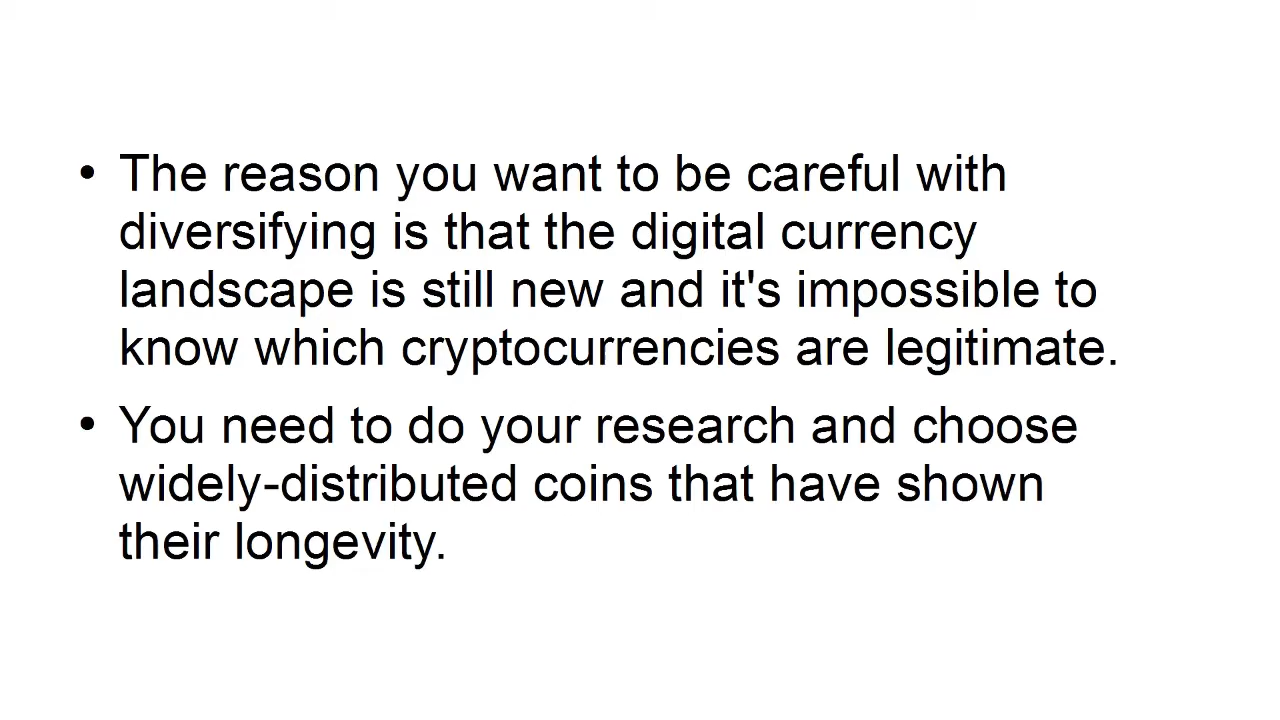 • The reason you want to be careful with
diversifying is that the digital currency
landscape is still new and it's impossible to
know which cryptocurrencies are legitimate.
• You need to do your research and choose
widely-distributed coins that have shown
their longevity.